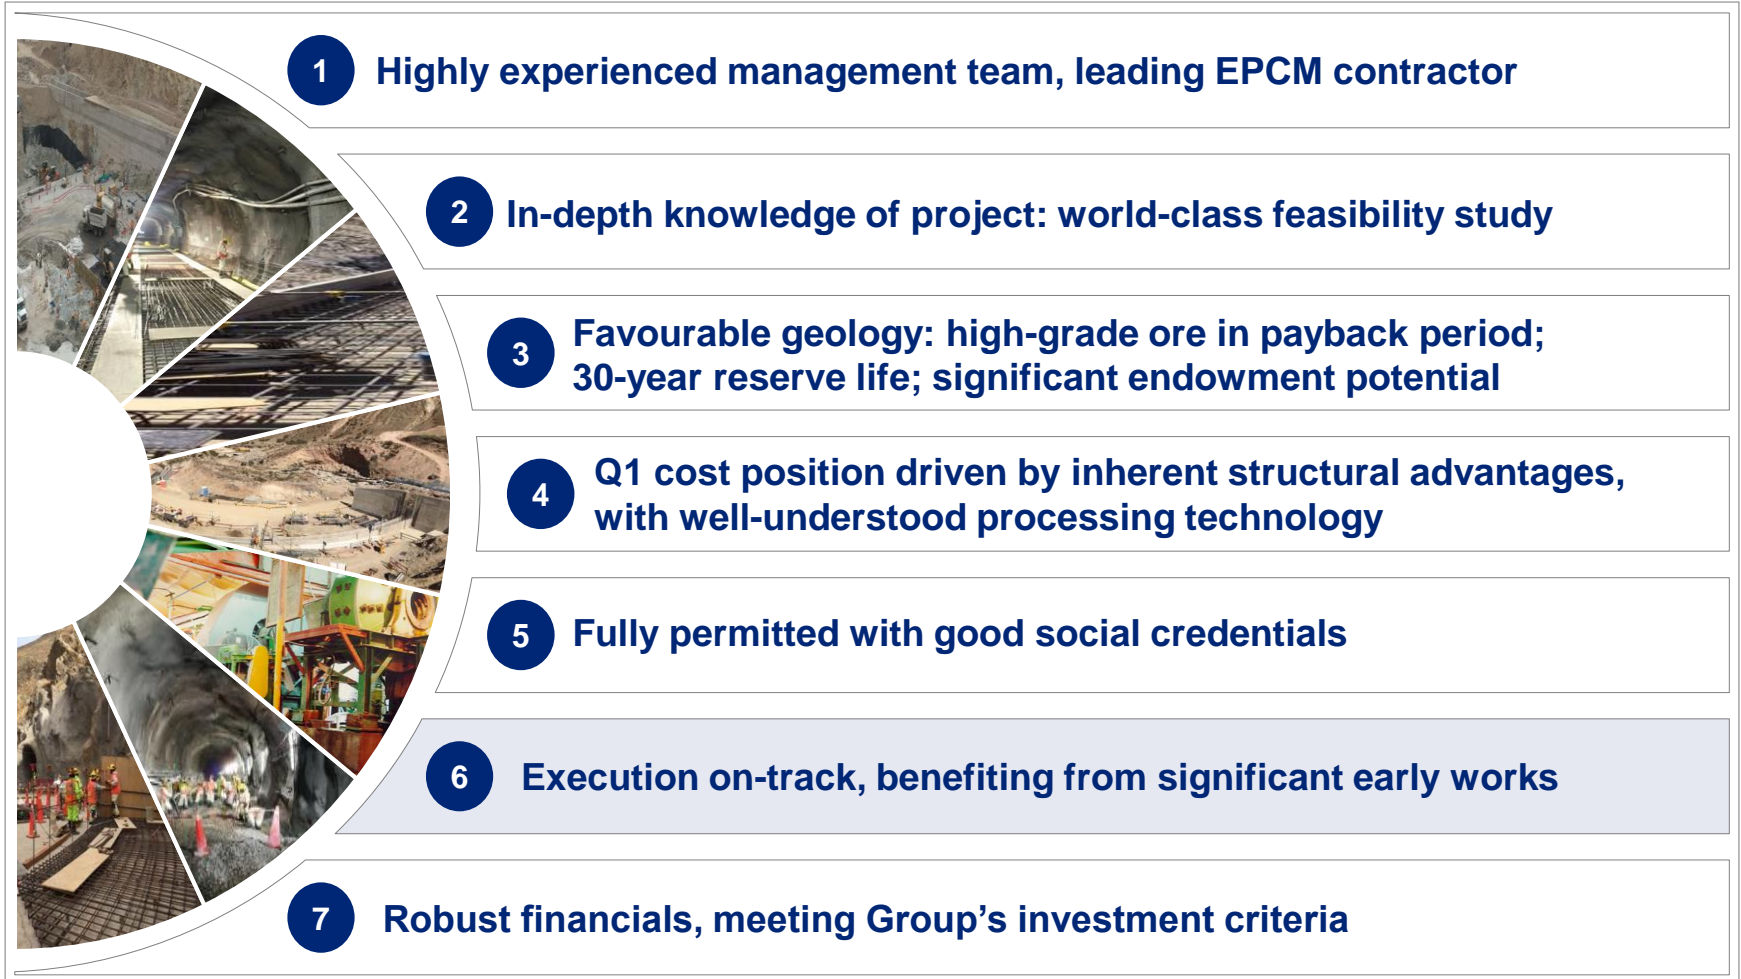 1 Highly experienced management team, leading EPCM contractor
2 In-depth knowledge of project: world-class feasibility study
3 Favourable geology: high-grade ore in payback period;
30-year reserve life; significant endowment potential
4 Q1 cost position driven by inherent structural advantages,
with well-understood processing technology
5 Fully permitted with good social credentials
6 Execution on-track, benefiting from significant early works
7 Robust financials, meeting Group’s investment criteria